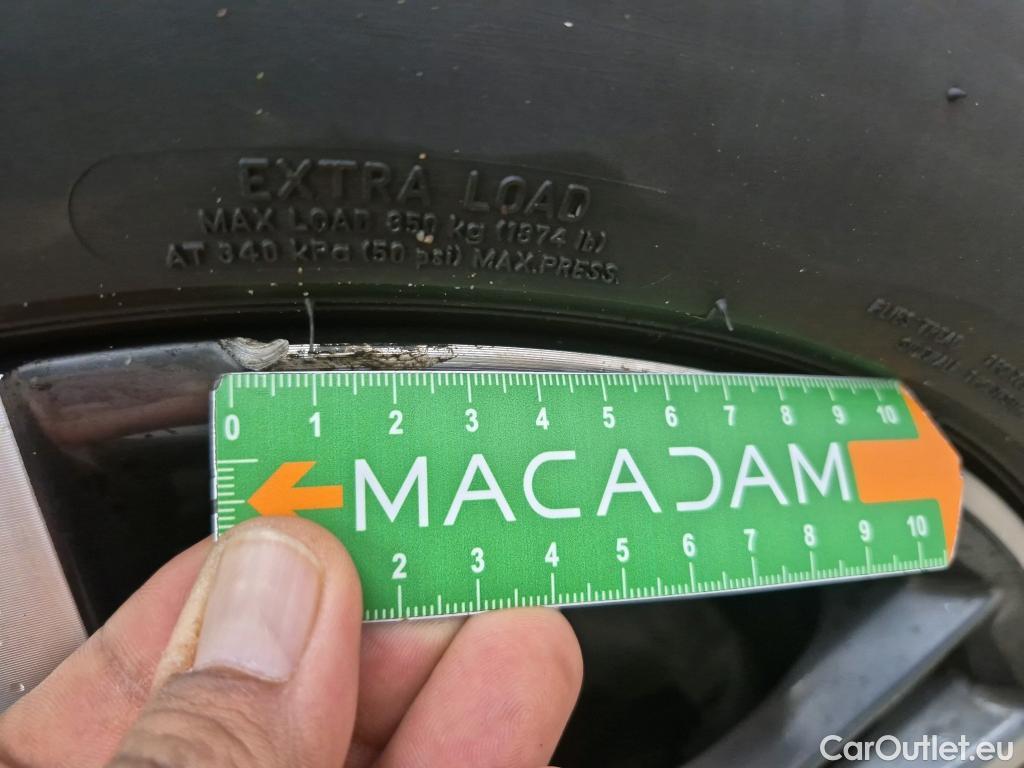 EXTRA LOAD
MAX LOAD 850 kg (1874 lb)
AT 340 kPa (50 psi) MAX.PRESS.
0 1 2 3 4 5 6 7 8 9 10
MACADAM
2 3 4 5 6 7 8 9 10
CarOutlet.eu